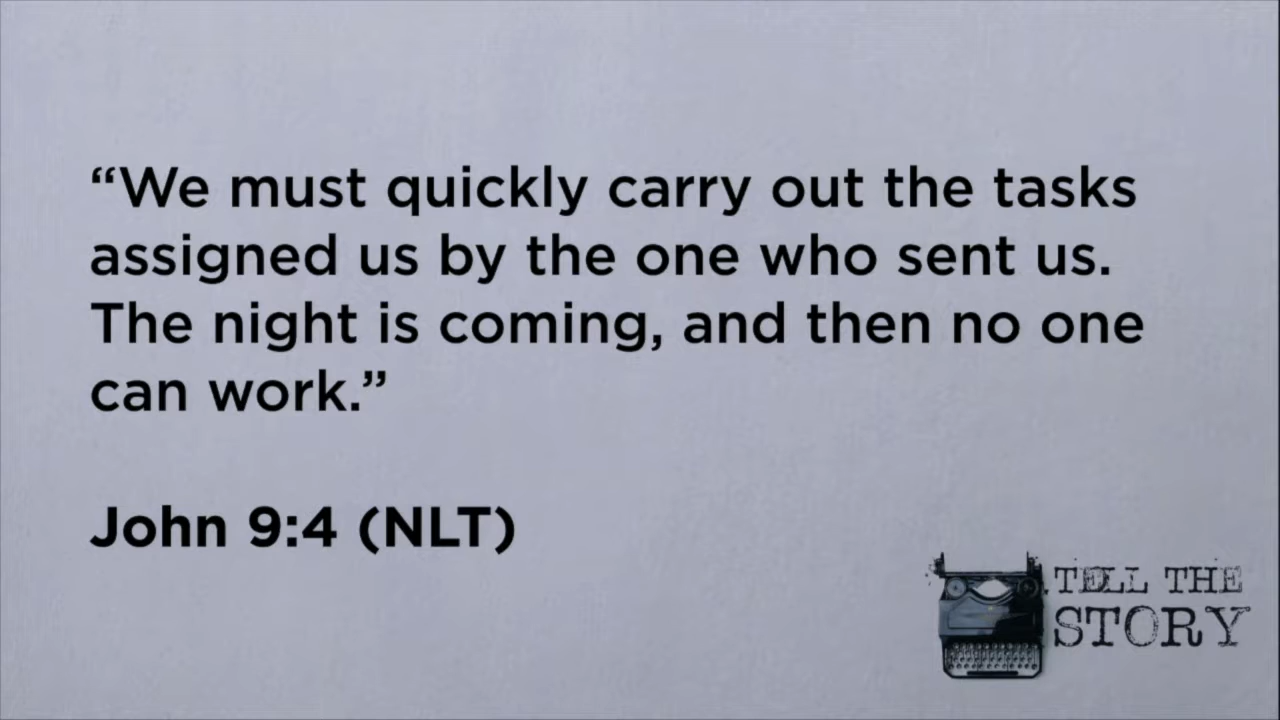 “We must quickly carry out the tasks
assigned us by the one who sent us.
The night is coming, and then no one
can work.”
John 9:4 (NLT)
TELL THE
STORY